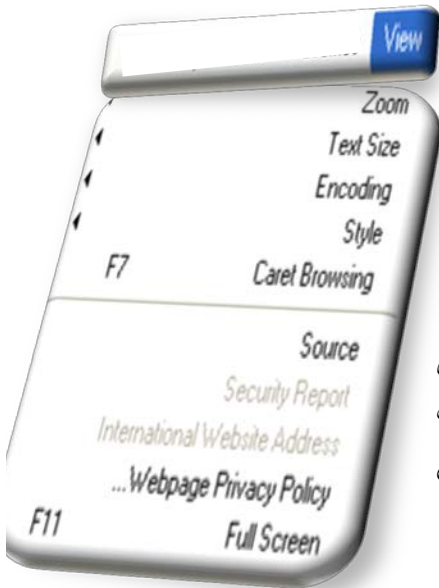 View
Zoom
Text Size
Encoding
Style
Caret Browsing F7
Source
Security Report
International Website Address
Webpage Privacy Policy...
Full Screen F11